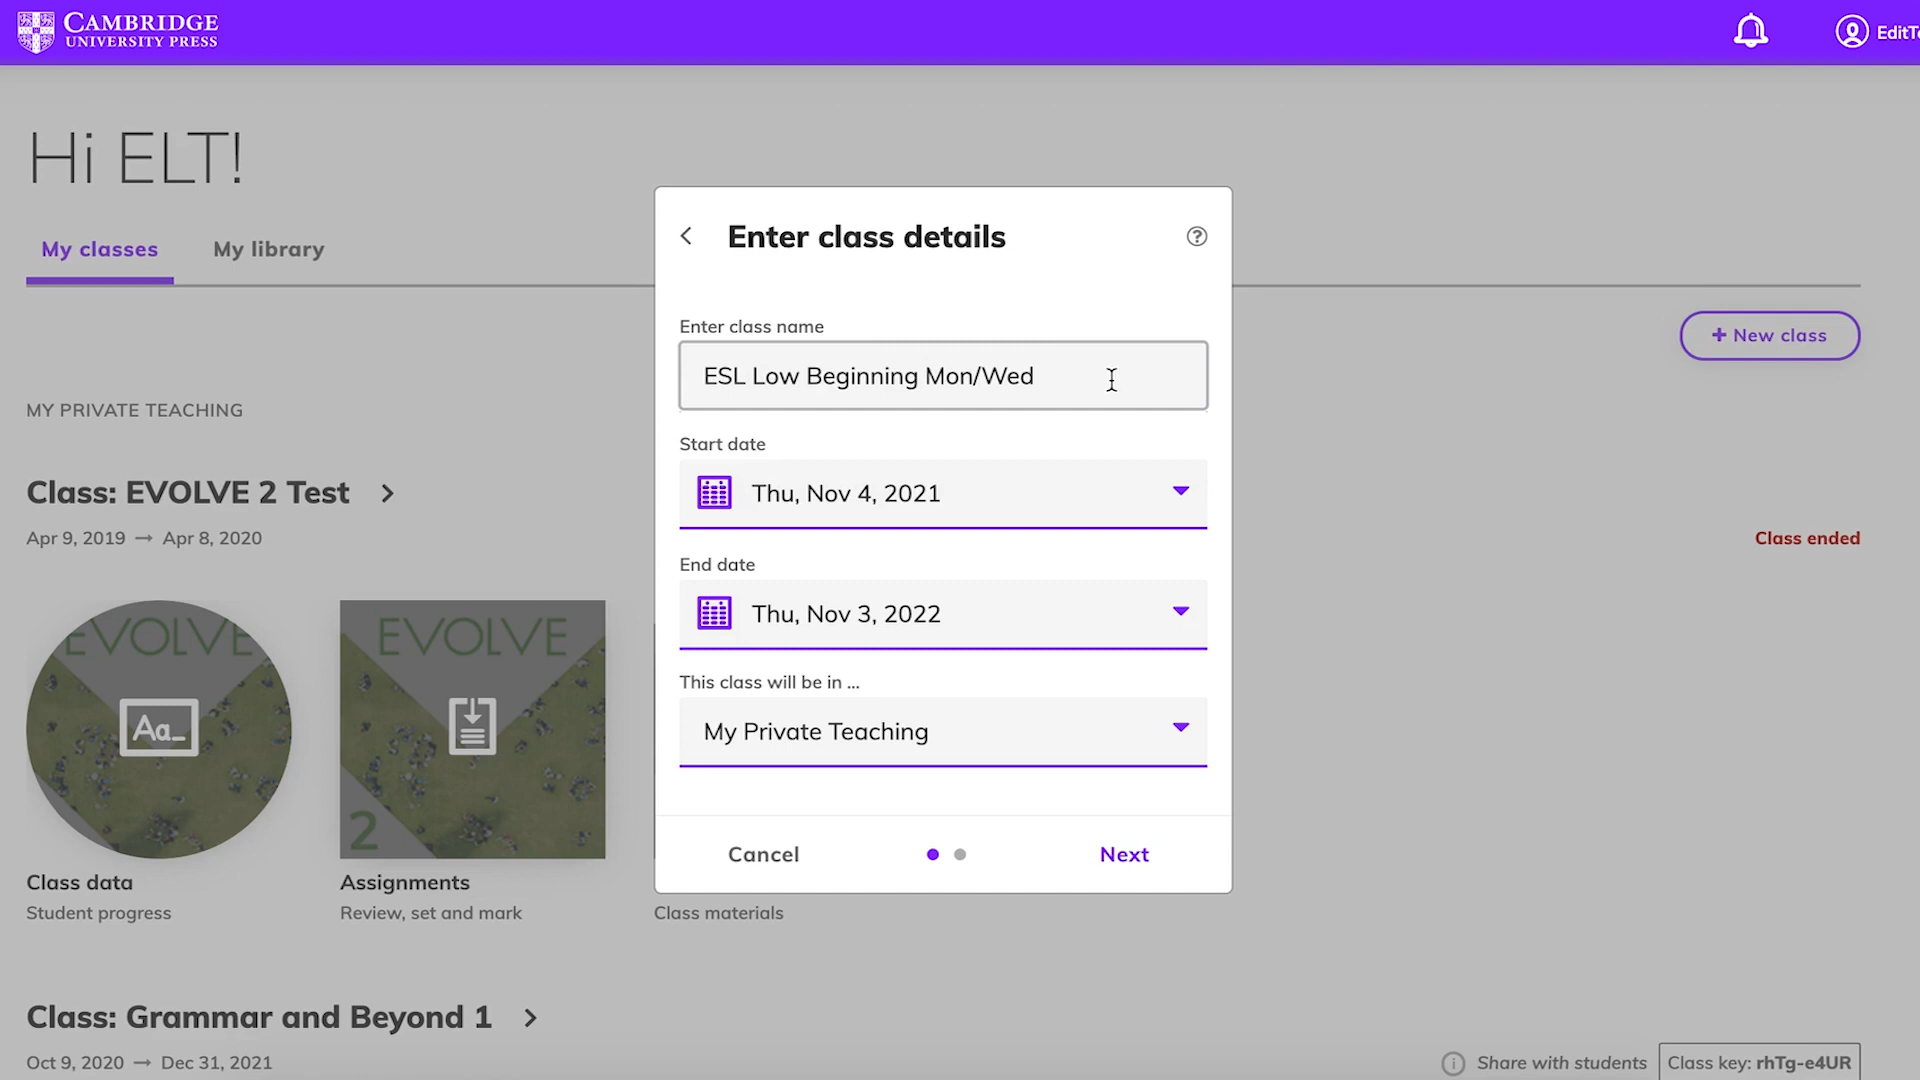 CAMBRIDGE
UNIVERSITY PRESS
EditTe
Hi ELT!
My classes
My library
+ New class
MY PRIVATE TEACHING
Class: EVOLVE 2 Test
Apr 9, 2019 → Apr 8, 2020
Class ended
EVOLVE
Aa_
EVOLVE
2
Class data
Student progress
Assignments
Review, set and mark
Class materials
Class: Grammar and Beyond 1
Oct 9, 2020 → Dec 31, 2021
Share with students
Class key: rhTg-e4UR
Enter class details
?
Enter class name
ESL Low Beginning Mon/Wed
Start date
Thu, Nov 4, 2021
End date
Thu, Nov 3, 2022
This class will be in ...
My Private Teaching
Cancel
Next